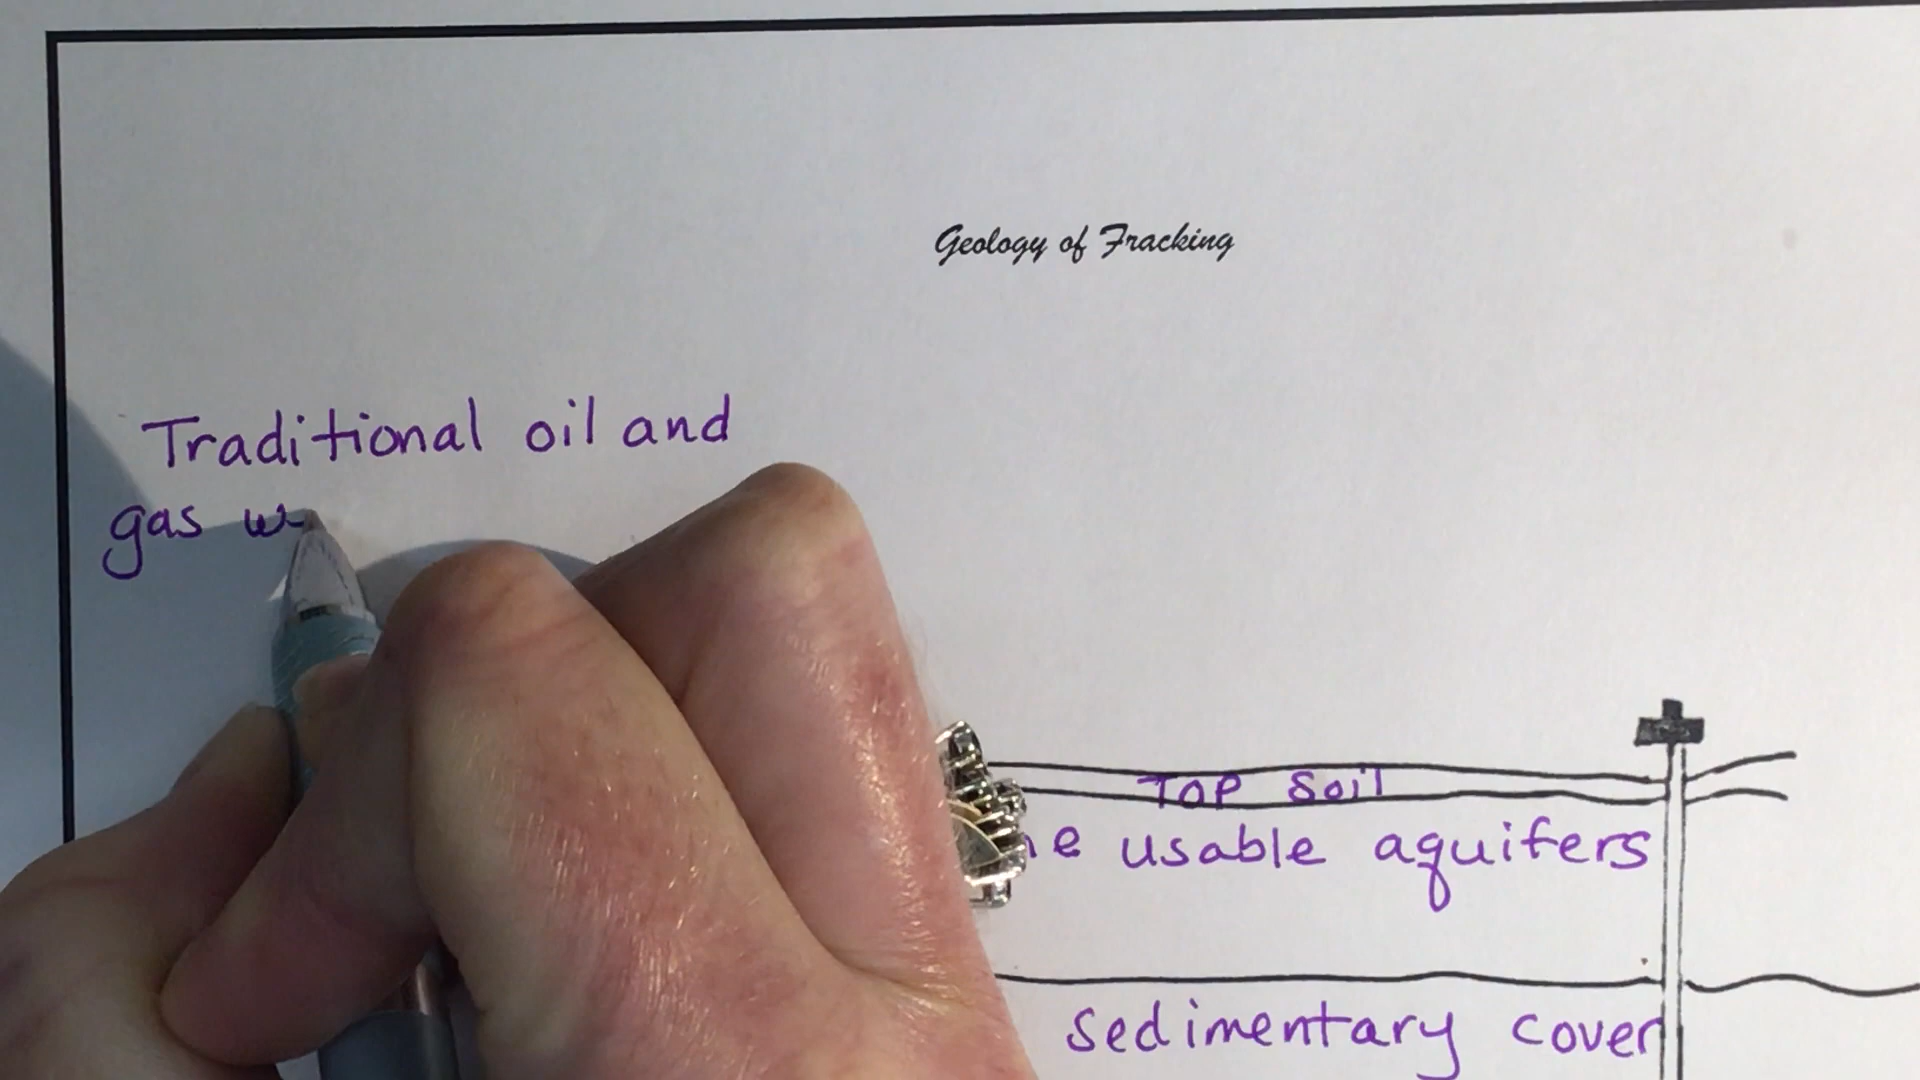 Geology of Fracking
Traditional oil and
gas
TOP Soil
usable aquifers
sedimentary cover